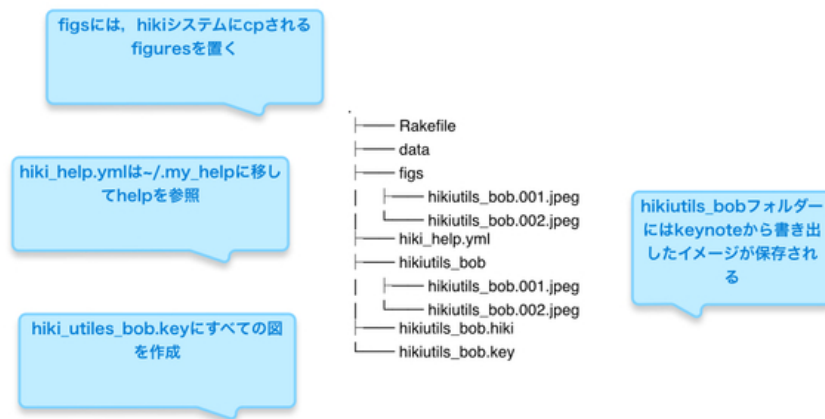 figsには，hikiシステムにcpされる
figuresを置く
hiki_help.ymlは~/.my_helpに移し
てhelpを参照
hiki_utiles_bob.keyにすべての図
を作成
.
├── Rakefile
├── data
├── figs
│   ├── hikiutils_bob.001.jpeg
│   └── hikiutils_bob.002.jpeg
├── hiki_help.yml
├── hikiutils_bob
│   ├── hikiutils_bob.001.jpeg
│   └── hikiutils_bob.002.jpeg
├── hikiutils_bob.hiki
└── hikiutils_bob.key
hikiutils_bobフォルダー
にはkeynoteから書き出
したイメージが保存され
る